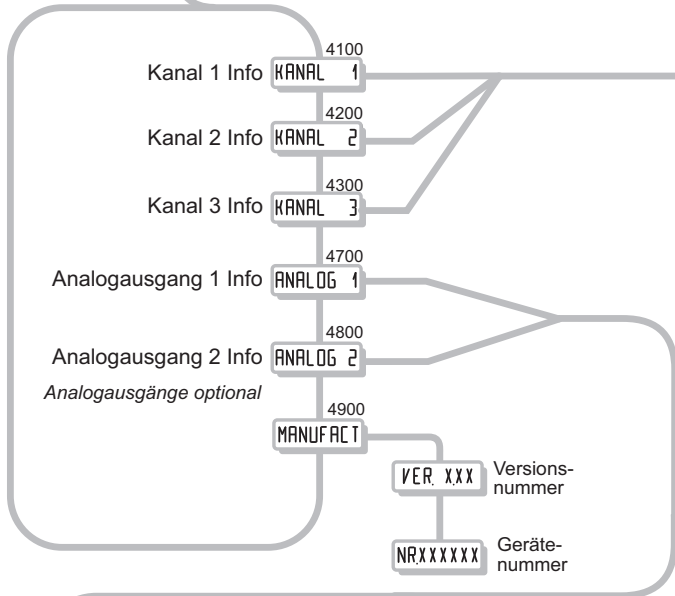 4100
Kanal 1 Info KANAL 1
4200
Kanal 2 Info KANAL 2
4300
Kanal 3 Info KANAL 3
4700
Analogausgang 1 Info ANALOG 1
4800
Analogausgang 2 Info ANALOG 2
Analogausgänge optional
4900
MANUFACT
VER. X.XX Versions-
nummer
NR.XXXXXX Geräte-
nummer